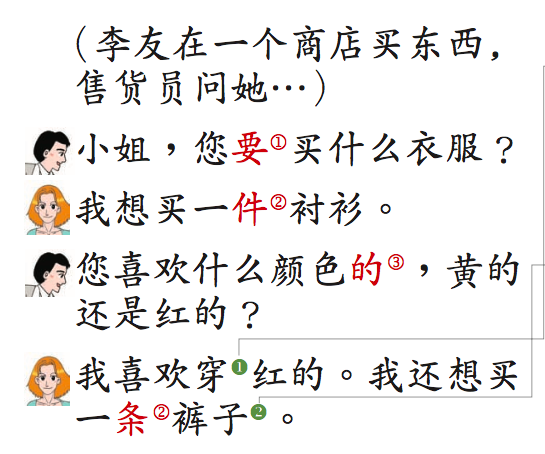 （李友在一个商店买东西，
售货员问她…）
小姐，您要①买什么衣服？
我想买一件②衬衫。
您喜欢什么颜色的③，黄的
还是红的？
我喜欢穿❶红的。我还想买
一条②裤子❷。